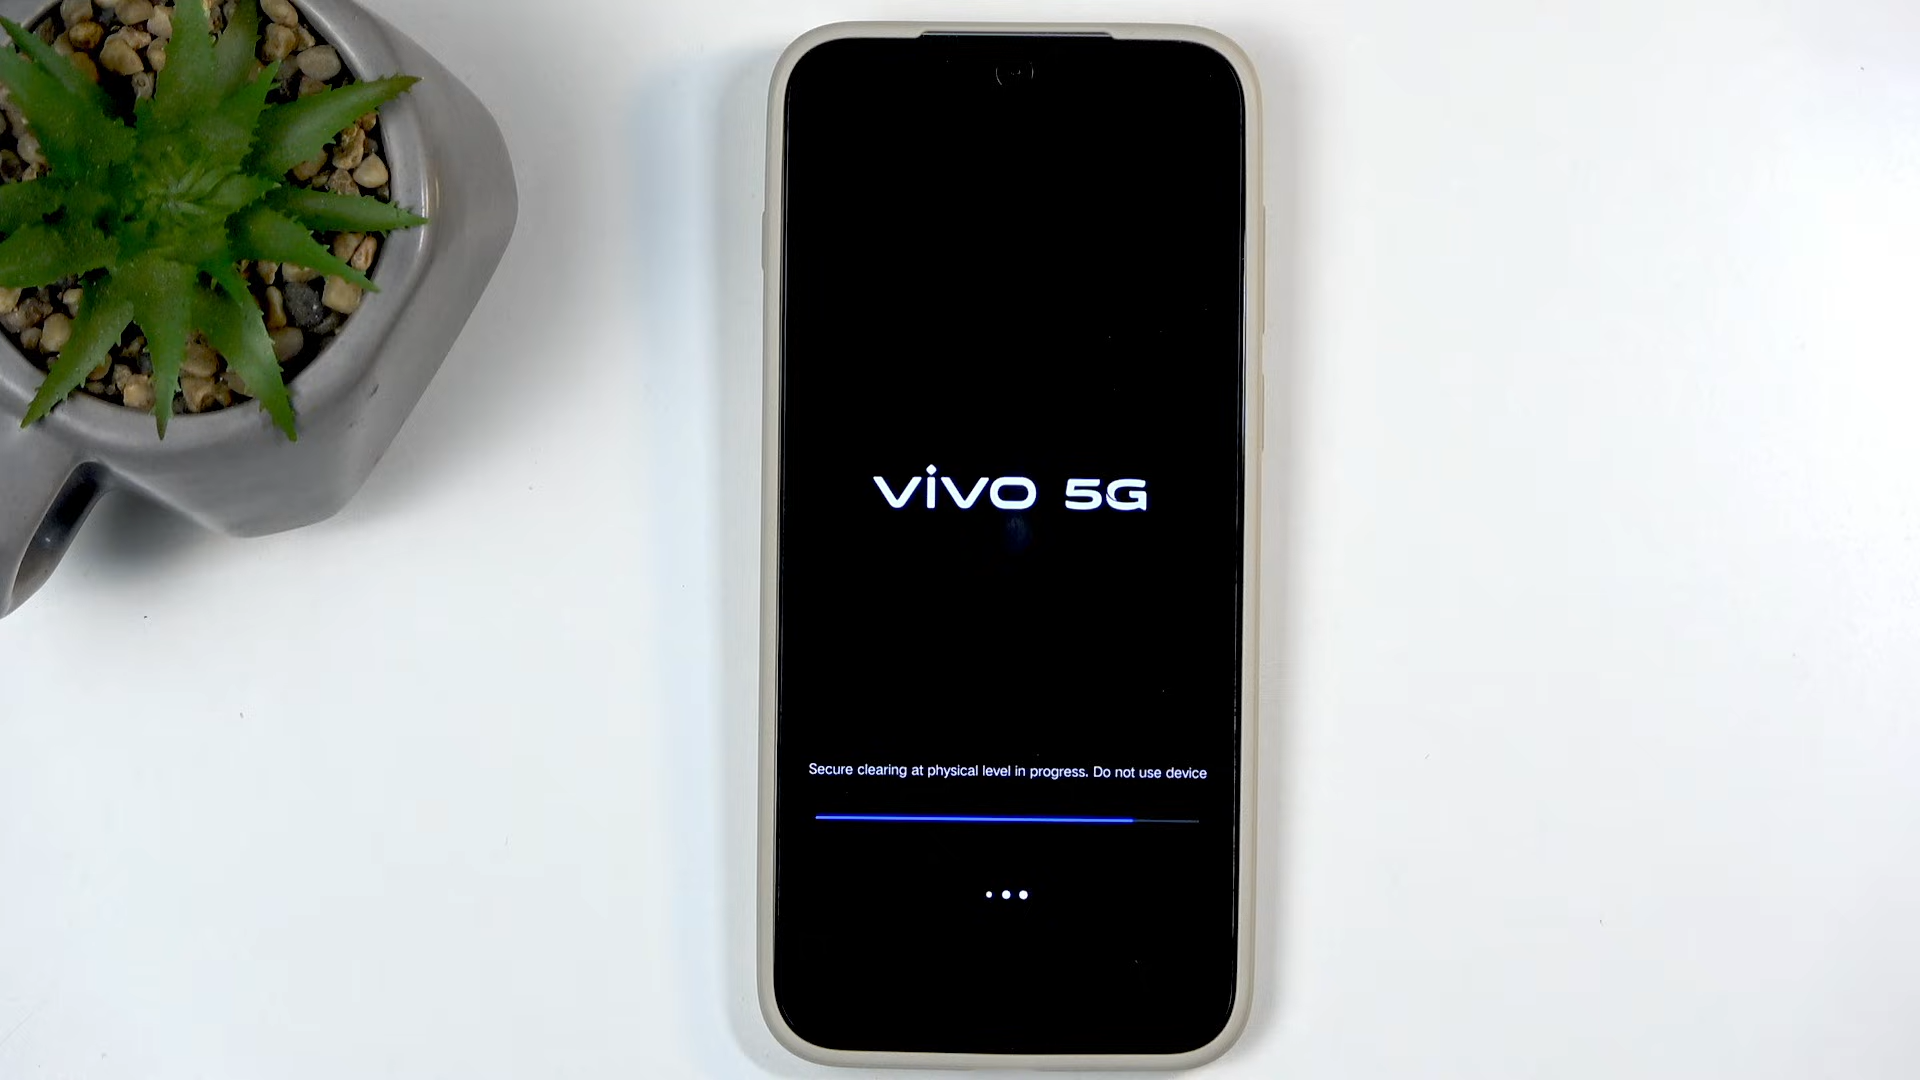 vivo 5G
Secure clearing at physical level in progress. Do not use device